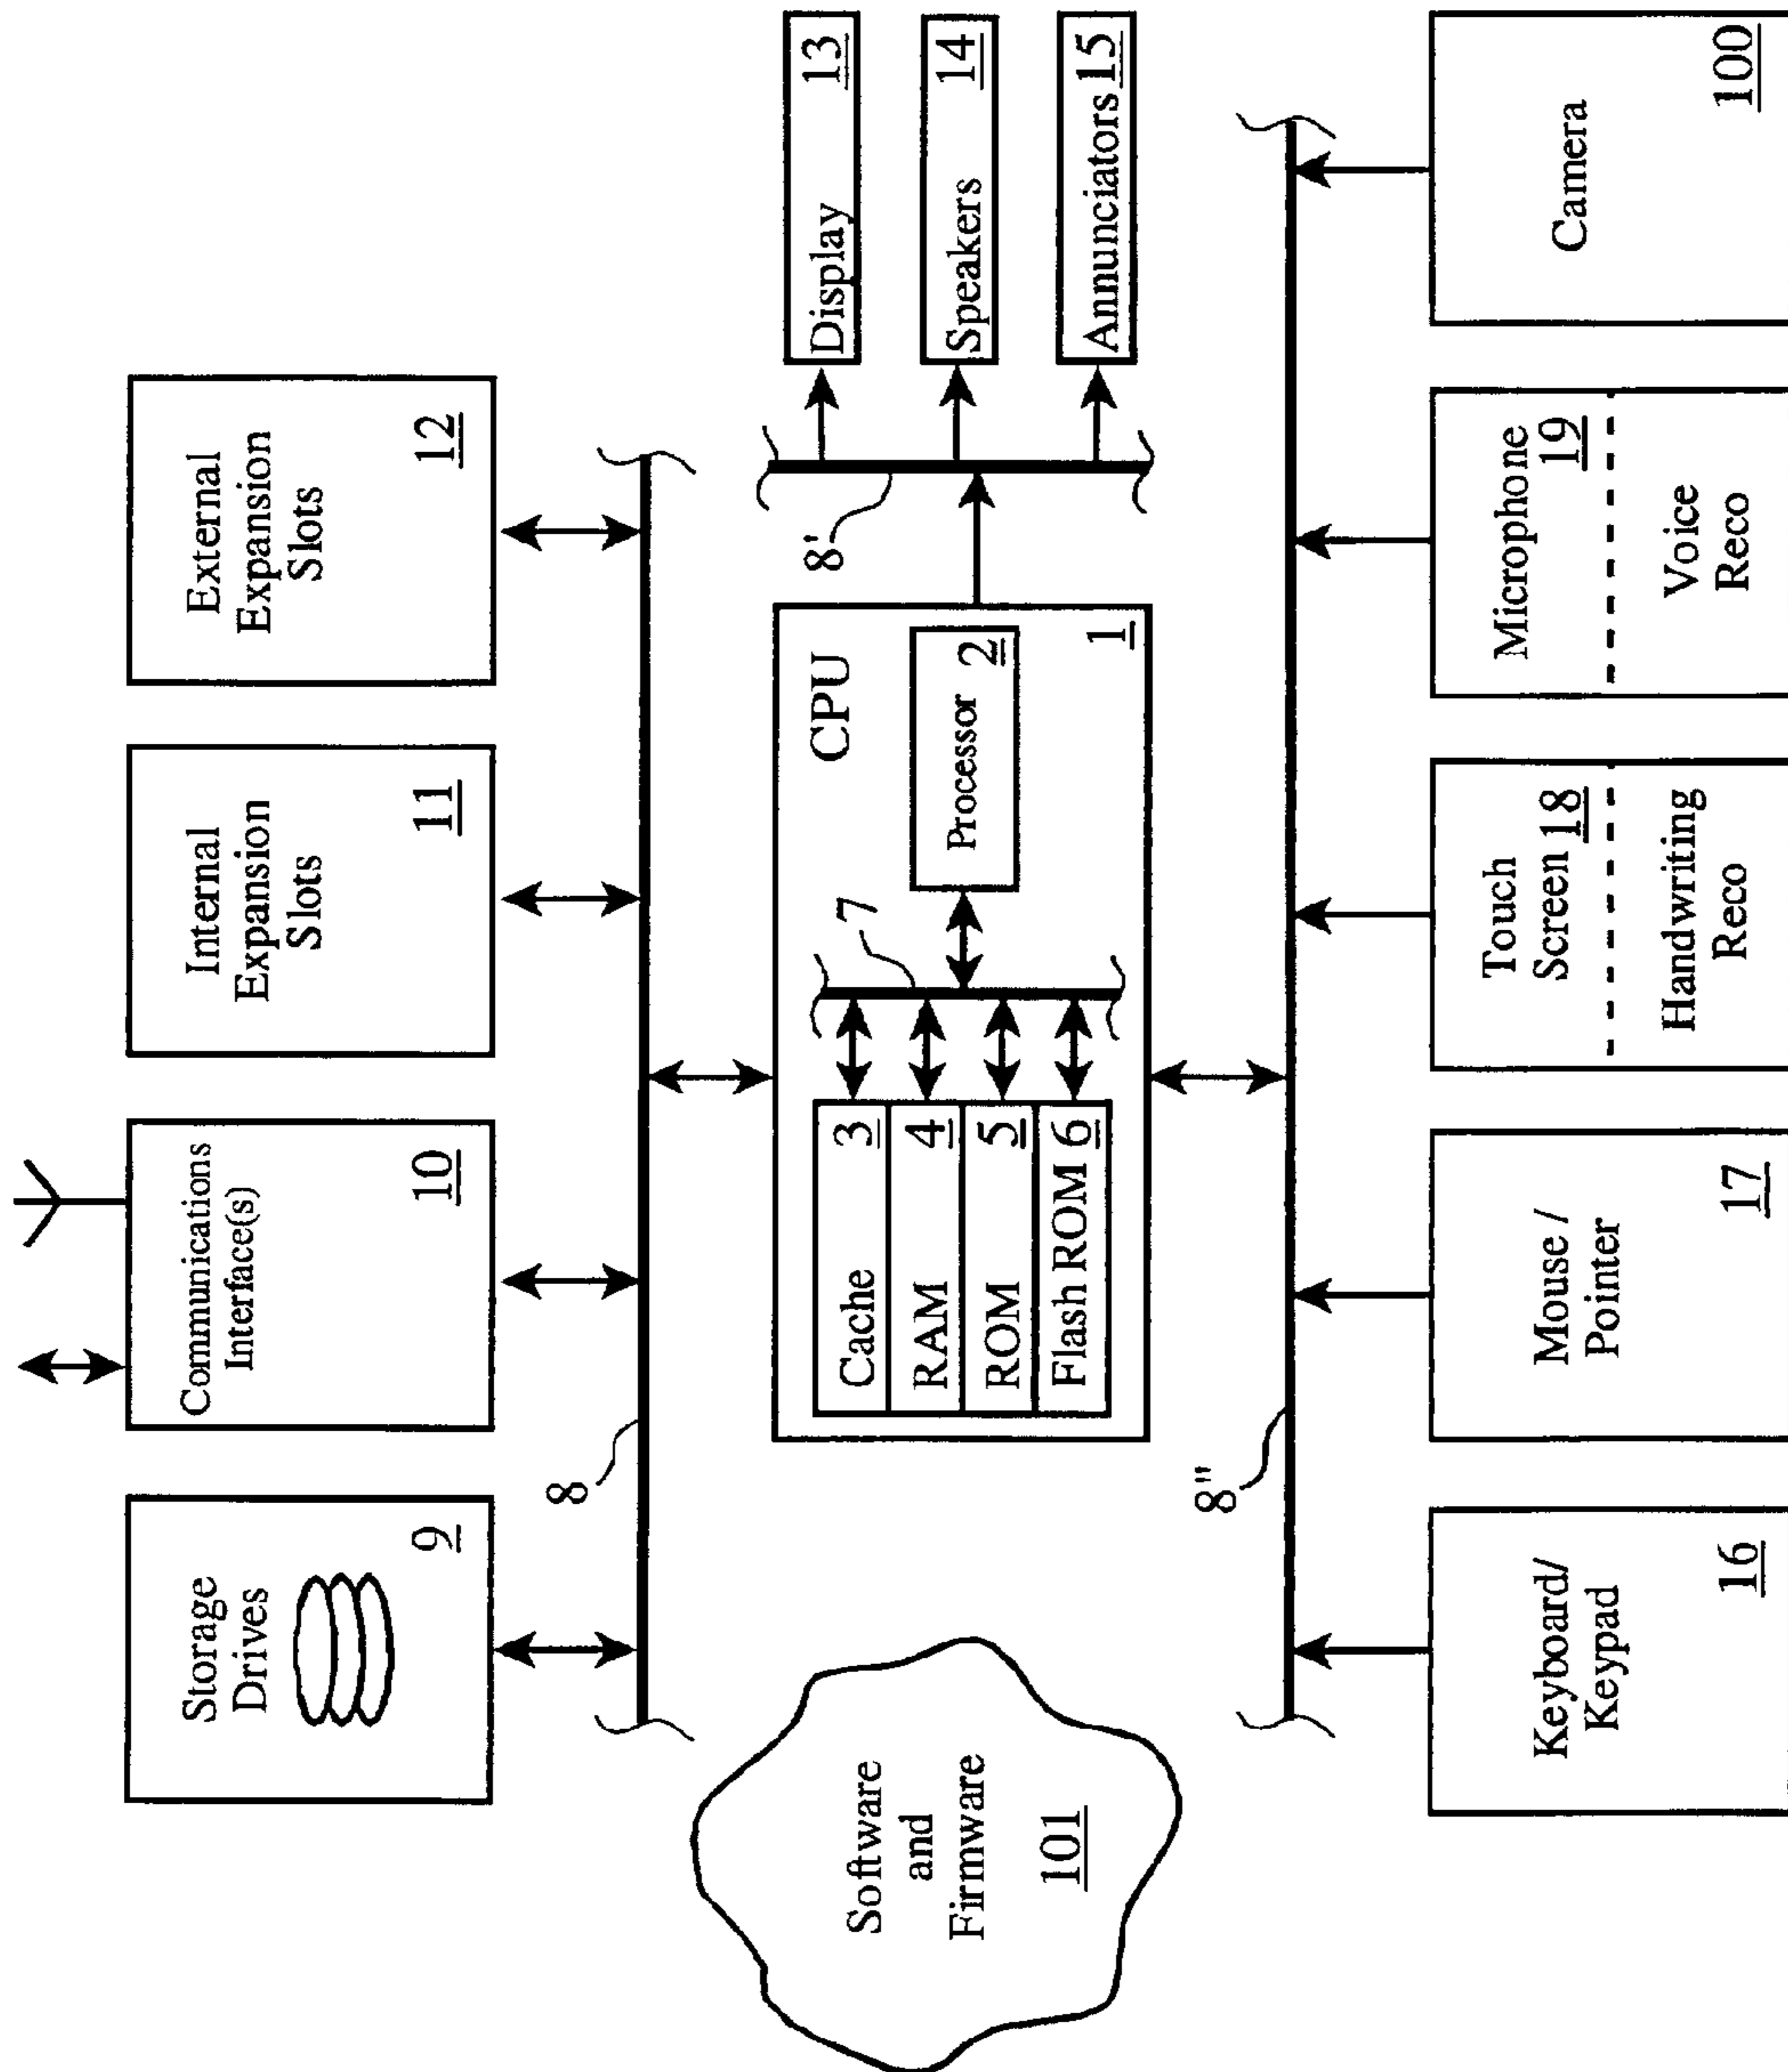 Storage
Drives
9
Communications
Interface(s)
10
Internal
Expansion
Slots
11
External
Expansion
Slots
12
8
Software
and
Firmware
101
CPU
Cache 3
RAM 4
ROM 5
Flash ROM 6
7
Processor 2
1
8'
Display 13
Speakers 14
Annunciators 15
8"
Keyboard/
Keypad
16
Mouse /
Pointer
17
Touch
Screen 18
Handwriting
Reco
Microphone
19
Voice
Reco
Camera
100